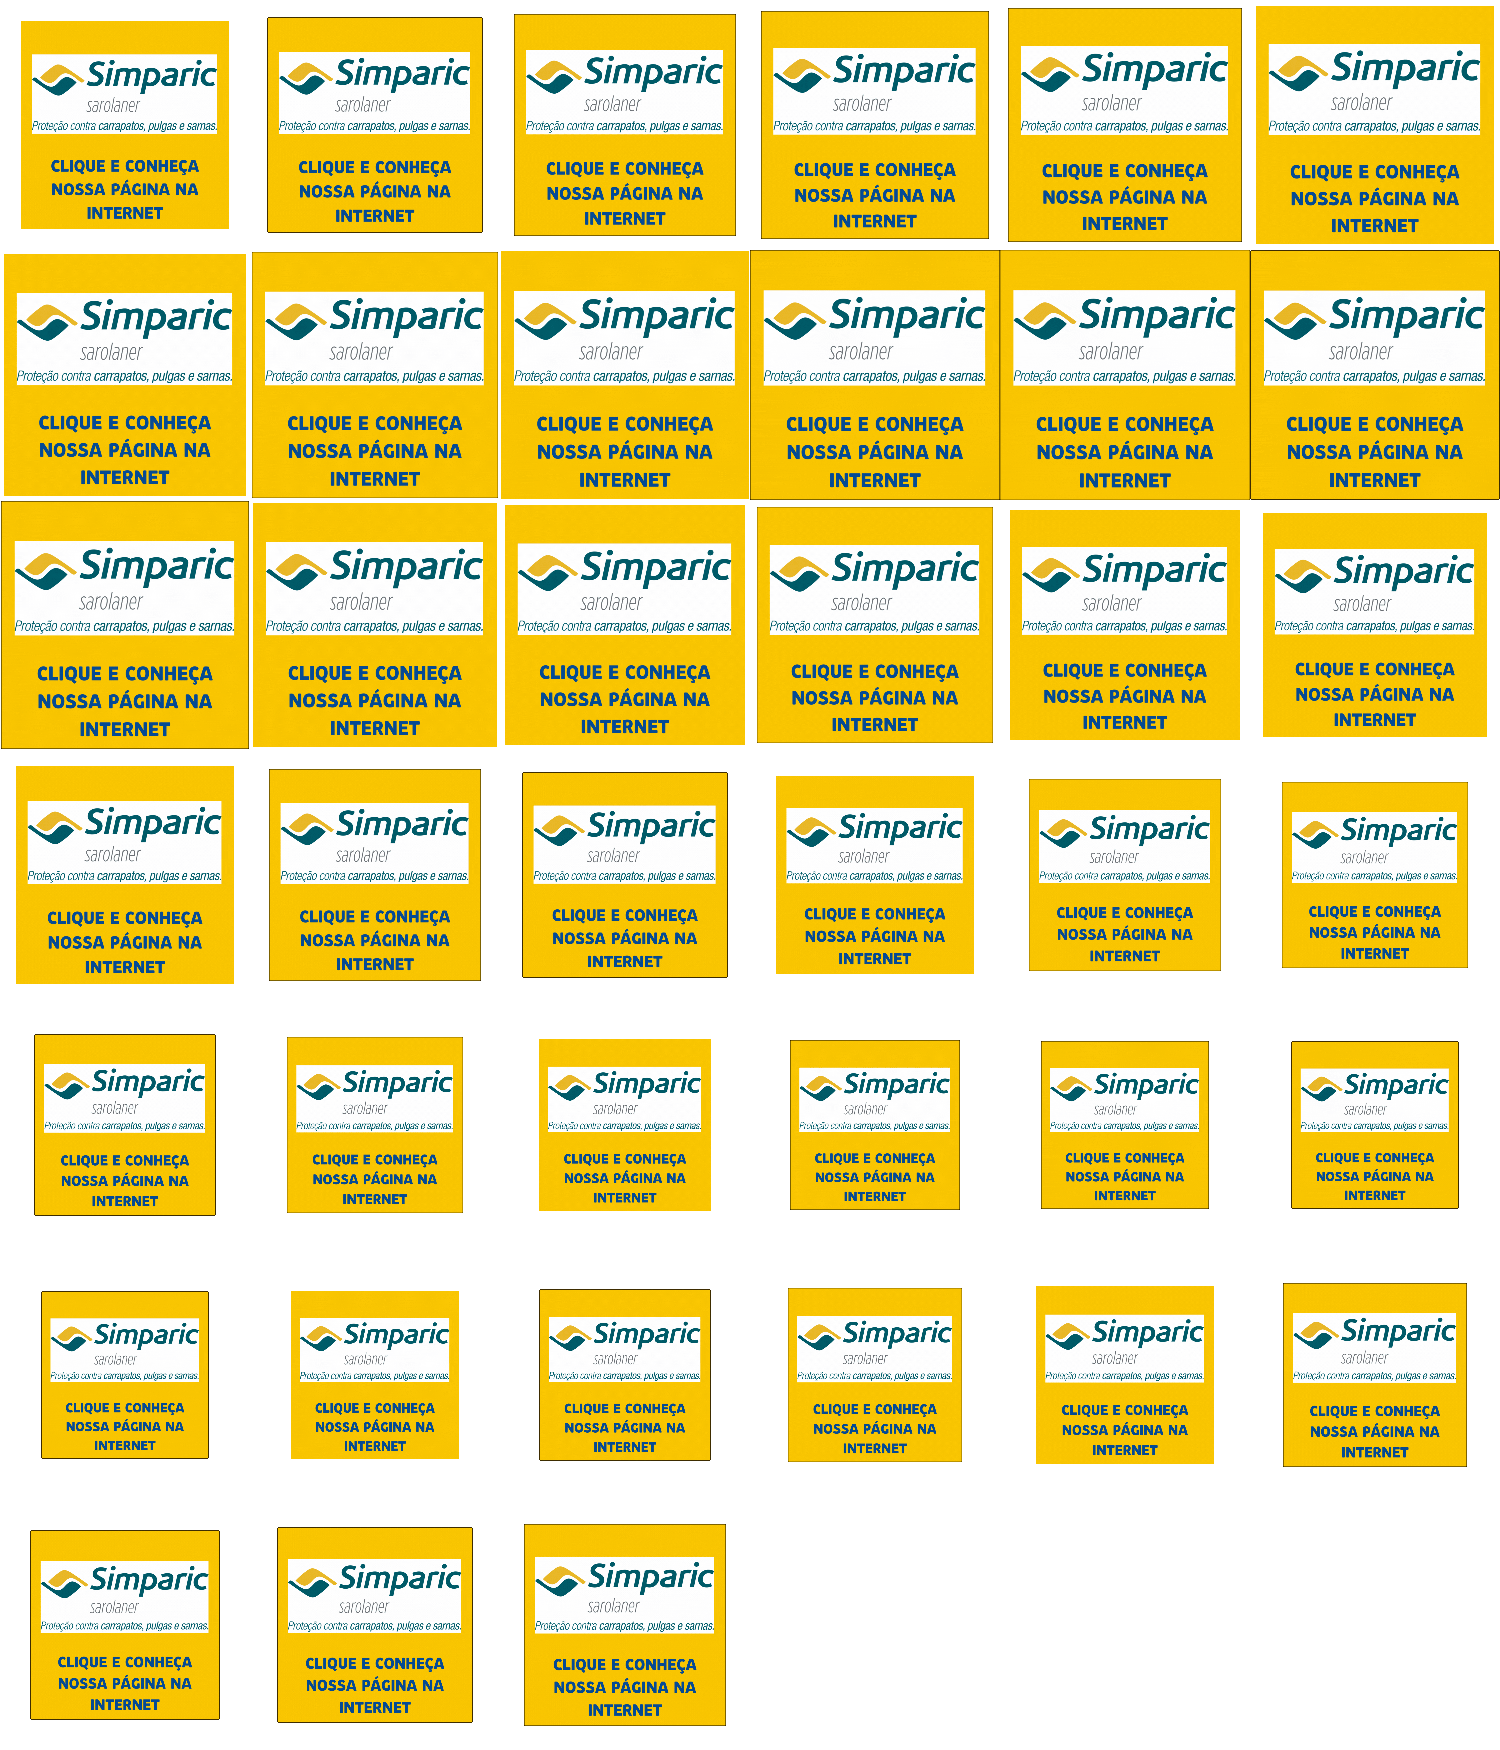 Simparic
sarolaner
Proteção contra carrapatos, pulgas e sarnas.
CLIQUE E CONHEÇA
NOSSA PÁGINA NA
INTERNET
Simparic
sarolaner
Proteção contra carrapatos, pulgas e sarnas.
CLIQUE E CONHEÇA
NOSSA PÁGINA NA
INTERNET
Simparic
sarolaner
Proteção contra carrapatos, pulgas e sarnas.
CLIQUE E CONHEÇA
NOSSA PÁGINA NA
INTERNET
Simparic
sarolaner
Proteção contra carrapatos, pulgas e sarnas.
CLIQUE E CONHEÇA
NOSSA PÁGINA NA
INTERNET
Simparic
sarolaner
Proteção contra carrapatos, pulgas e sarnas.
CLIQUE E CONHEÇA
NOSSA PÁGINA NA
INTERNET
Simparic
sarolaner
Proteção contra carrapatos, pulgas e sarnas.
CLIQUE E CONHEÇA
NOSSA PÁGINA NA
INTERNET
Simparic
sarolaner
Proteção contra carrapatos, pulgas e sarnas.
CLIQUE E CONHEÇA
NOSSA PÁGINA NA
INTERNET
Simparic
sarolaner
Proteção contra carrapatos, pulgas e sarnas.
CLIQUE E CONHEÇA
NOSSA PÁGINA NA
INTERNET
Simparic
sarolaner
Proteção contra carrapatos, pulgas e sarnas.
CLIQUE E CONHEÇA
NOSSA PÁGINA NA
INTERNET
Simparic
sarolaner
Proteção contra carrapatos, pulgas e sarnas.
CLIQUE E CONHEÇA
NOSSA PÁGINA NA
INTERNET
Simparic
sarolaner
Proteção contra carrapatos, pulgas e sarnas.
CLIQUE E CONHEÇA
NOSSA PÁGINA NA
INTERNET
Simparic
sarolaner
Proteção contra carrapatos, pulgas e sarnas.
CLIQUE E CONHEÇA
NOSSA PÁGINA NA
INTERNET
Simparic
sarolaner
Proteção contra carrapatos, pulgas e sarnas.
CLIQUE E CONHEÇA
NOSSA PÁGINA NA
INTERNET
Simparic
sarolaner
Proteção contra carrapatos, pulgas e sarnas.
CLIQUE E CONHEÇA
NOSSA PÁGINA NA
INTERNET
Simparic
sarolaner
Proteção contra carrapatos, pulgas e sarnas.
CLIQUE E CONHEÇA
NOSSA PÁGINA NA
INTERNET
Simparic
sarolaner
Proteção contra carrapatos, pulgas e sarnas.
CLIQUE E CONHEÇA
NOSSA PÁGINA NA
INTERNET
Simparic
sarolaner
Proteção contra carrapatos, pulgas e sarnas.
CLIQUE E CONHEÇA
NOSSA PÁGINA NA
INTERNET
Simparic
sarolaner
Proteção contra carrapatos, pulgas e sarnas.
CLIQUE E CONHEÇA
NOSSA PÁGINA NA
INTERNET
Simparic
sarolaner
Proteção contra carrapatos, pulgas e sarnas.
CLIQUE E CONHEÇA
NOSSA PÁGINA NA
INTERNET
Simparic
sarolaner
Proteção contra carrapatos, pulgas e sarnas.
CLIQUE E CONHEÇA
NOSSA PÁGINA NA
INTERNET
Simparic
sarolaner
Proteção contra carrapatos, pulgas e sarnas.
CLIQUE E CONHEÇA
NOSSA PÁGINA NA
INTERNET
Simparic
sarolaner
Proteção contra carrapatos, pulgas e sarnas.
CLIQUE E CONHEÇA
NOSSA PÁGINA NA
INTERNET
Simparic
sarolaner
Proteção contra carrapatos, pulgas e sarnas.
CLIQUE E CONHEÇA
NOSSA PÁGINA NA
INTERNET
Simparic
sarolaner
Proteção contra carrapatos, pulgas e sarnas.
CLIQUE E CONHEÇA
NOSSA PÁGINA NA
INTERNET
Simparic
sarolaner
Proteção contra carrapatos, pulgas e sarnas.
CLIQUE E CONHEÇA
NOSSA PÁGINA NA
INTERNET
Simparic
sarolaner
Proteção contra carrapatos, pulgas e sarnas.
CLIQUE E CONHEÇA
NOSSA PÁGINA NA
INTERNET
Simparic
sarolaner
Proteção contra carrapatos, pulgas e sarnas.
CLIQUE E CONHEÇA
NOSSA PÁGINA NA
INTERNET
Simparic
sarolaner
Proteção contra carrapatos, pulgas e sarnas.
CLIQUE E CONHEÇA
NOSSA PÁGINA NA
INTERNET
Simparic
sarolaner
Proteção contra carrapatos, pulgas e sarnas.
CLIQUE E CONHEÇA
NOSSA PÁGINA NA
INTERNET
Simparic
sarolaner
Proteção contra carrapatos, pulgas e sarnas.
CLIQUE E CONHEÇA
NOSSA PÁGINA NA
INTERNET
Simparic
sarolaner
Proteção contra carrapatos, pulgas e sarnas.
CLIQUE E CONHEÇA
NOSSA PÁGINA NA
INTERNET
Simparic
sarolaner
Proteção contra carrapatos, pulgas e sarnas.
CLIQUE E CONHEÇA
NOSSA PÁGINA NA
INTERNET
Simparic
sarolaner
Proteção contra carrapatos, pulgas e sarnas.
CLIQUE E CONHEÇA
NOSSA PÁGINA NA
INTERNET
Simparic
sarolaner
Proteção contra carrapatos, pulgas e sarnas.
CLIQUE E CONHEÇA
NOSSA PÁGINA NA
INTERNET
Simparic
sarolaner
Proteção contra carrapatos, pulgas e sarnas.
CLIQUE E CONHEÇA
NOSSA PÁGINA NA
INTERNET
Simparic
sarolaner
Proteção contra carrapatos, pulgas e sarnas.
CLIQUE E CONHEÇA
NOSSA PÁGINA NA
INTERNET
Simparic
sarolaner
Proteção contra carrapatos, pulgas e sarnas.
CLIQUE E CONHEÇA
NOSSA PÁGINA NA
INTERNET
Simparic
sarolaner
Proteção contra carrapatos, pulgas e sarnas.
CLIQUE E CONHEÇA
NOSSA PÁGINA NA
INTERNET
Simparic
sarolaner
Proteção contra carrapatos, pulgas e sarnas.
CLIQUE E CONHEÇA
NOSSA PÁGINA NA
INTERNET